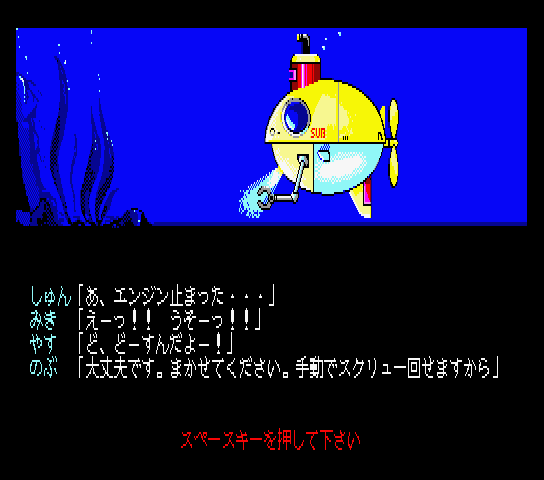 SUB
しゅん「あ、エンジン止まった・・・」
みき「えーっ!! うそーっ!!」
やす「ど、どーすんだよー!」
のぶ「大丈夫です。まかせてください。手動でスクリュー回せますから」
スペースキーを押して下さい